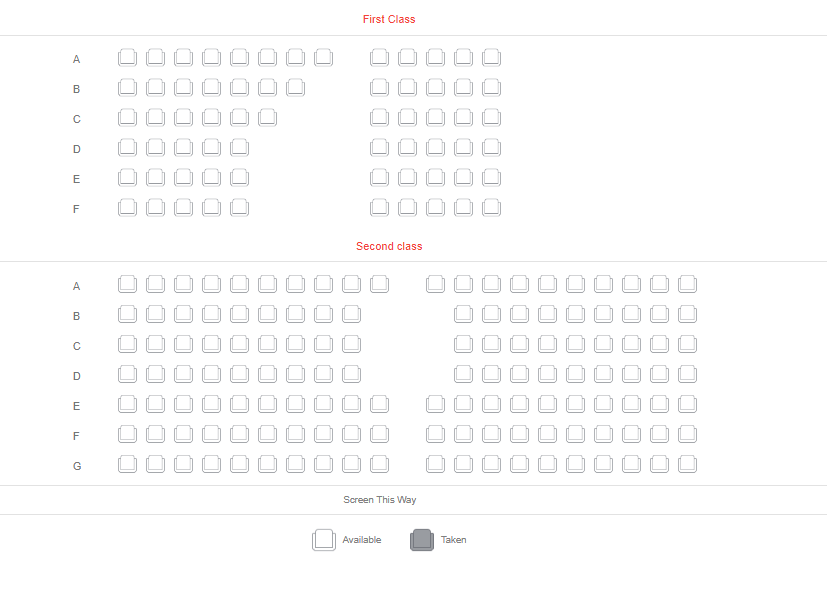 First Class
A
B
C
D
E
F
Second class
A
B
C
D
E
F
G
Screen This Way
Available Taken